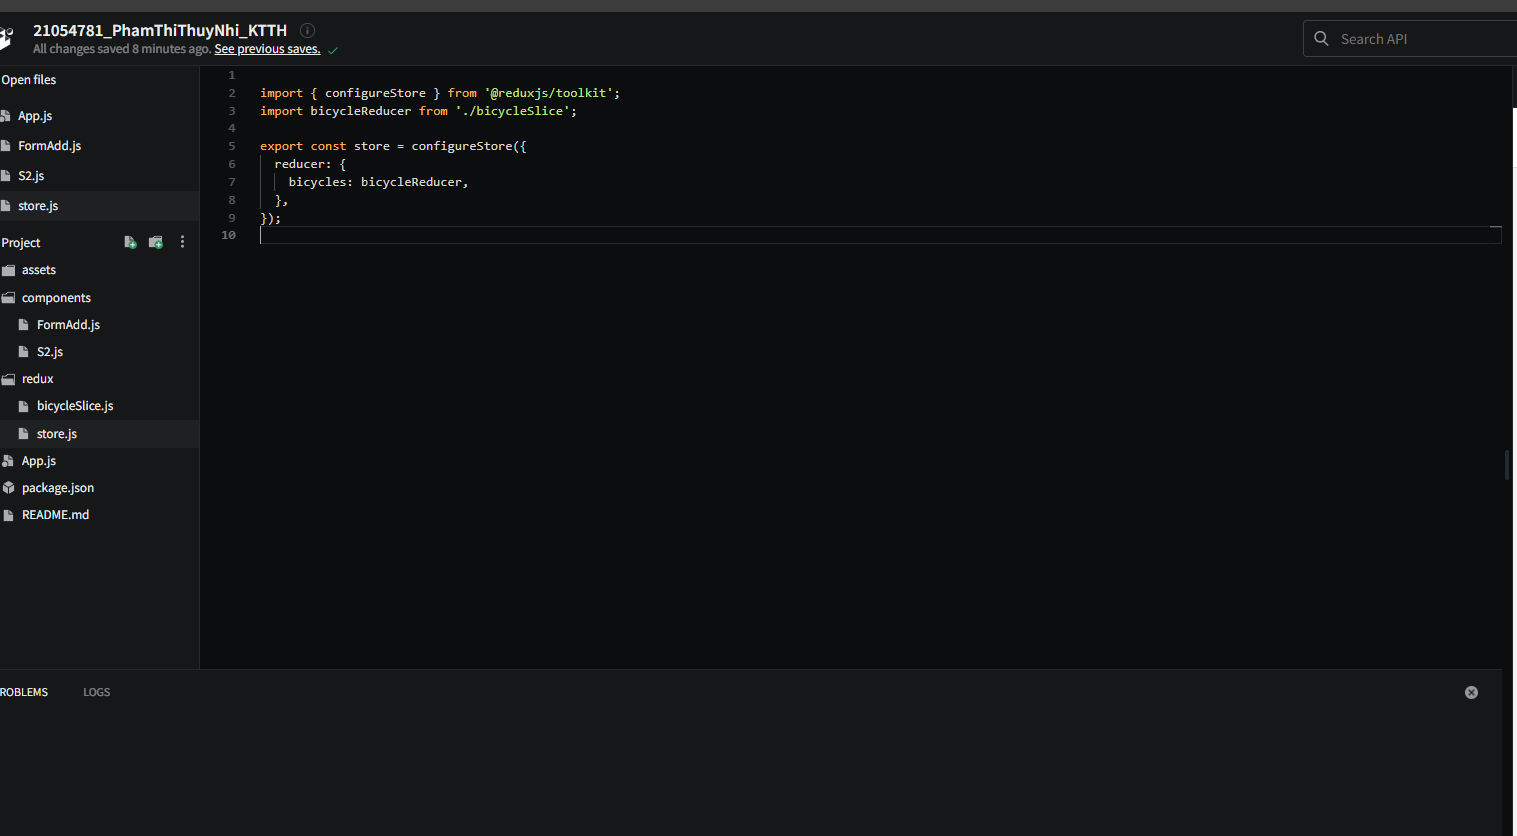 21054781_PhamThiThuyNhi_KTTH
All changes saved 8 minutes ago. See previous saves.
Search API
Open files
App.js
FormAdd.js
S2.js
store.js
Project
assets
components
FormAdd.js
S2.js
redux
bicycleSlice.js
store.js
App.js
package.json
README.md
1
2 import { configureStore } from '@reduxjs/toolkit';
3 import bicycleReducer from './bicycleSlice';
4
5 export const store = configureStore({
6 reducer: {
7 bicycles: bicycleReducer,
8 },
9 });
10
ROBLEMS LOGS